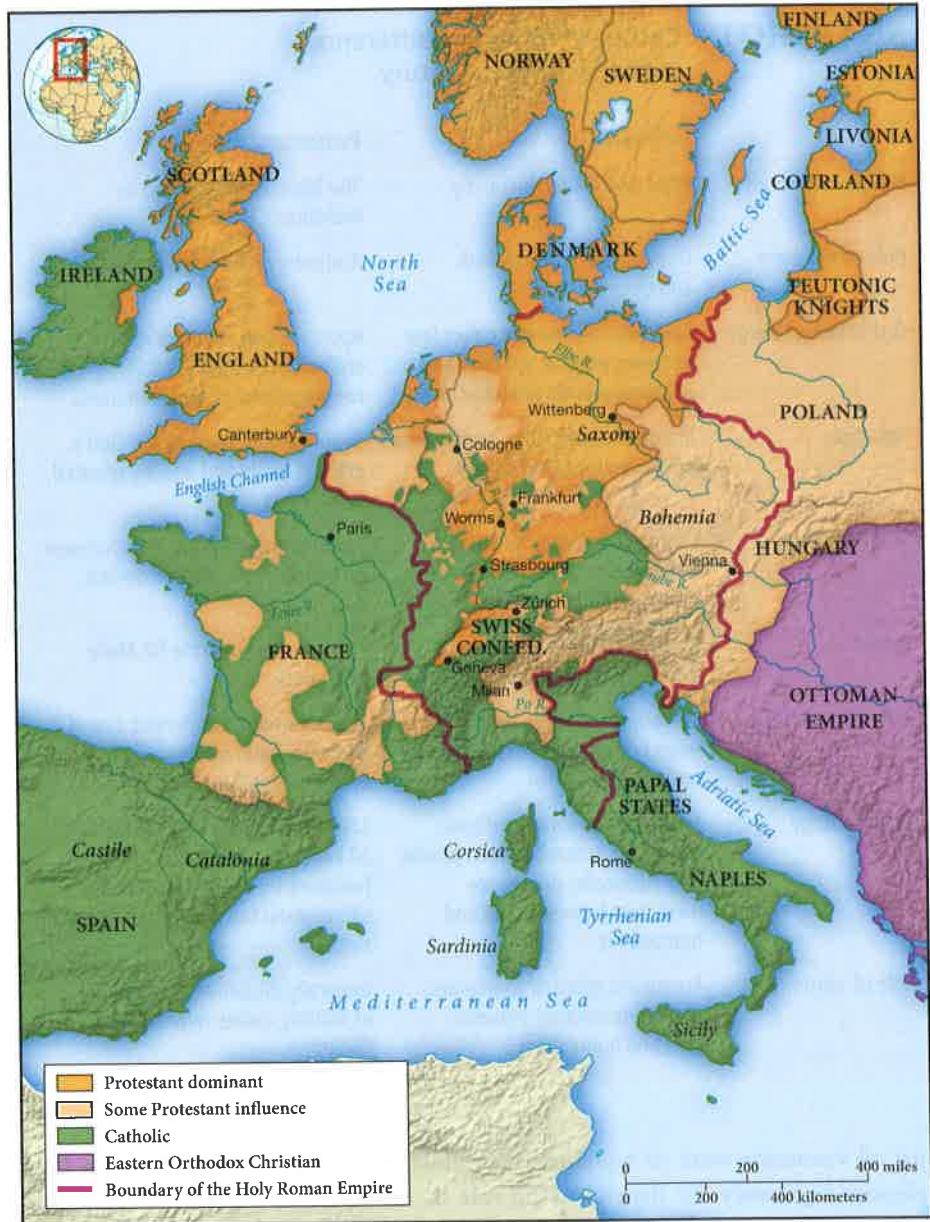 FINLAND
NORWAY
SWEDEN
ESTONIA
LIVONIA
SCOTLAND
COURLAND
Baltic Sea
DENMARK
North
Sea
IRELAND
TEUTONIC
KNIGHTS
ENGLAND
Elbe R.
POLAND
Wittenberg
Saxony
Canterbury
Cologne
English Channel
Frankfurt
Worms
Bohemia
Paris
HUNGARY
Vienna
Strasbourg
Danube R.
Loire R.
Zürich
SWISS
CONFED.
FRANCE
Geneva
Milan
Po R.
OTTOMAN
EMPIRE
PAPAL
STATES
Adriatic Sea
Castile
Catalonia
Corsica
Rome
NAPLES
SPAIN
Tyrrhenian
Sea
Sardinia
Mediterranean Sea
Sicily
Protestant dominant
Some Protestant influence
Catholic
Eastern Orthodox Christian
Boundary of the Holy Roman Empire
0 200 400 miles
0 200 400 kilometers